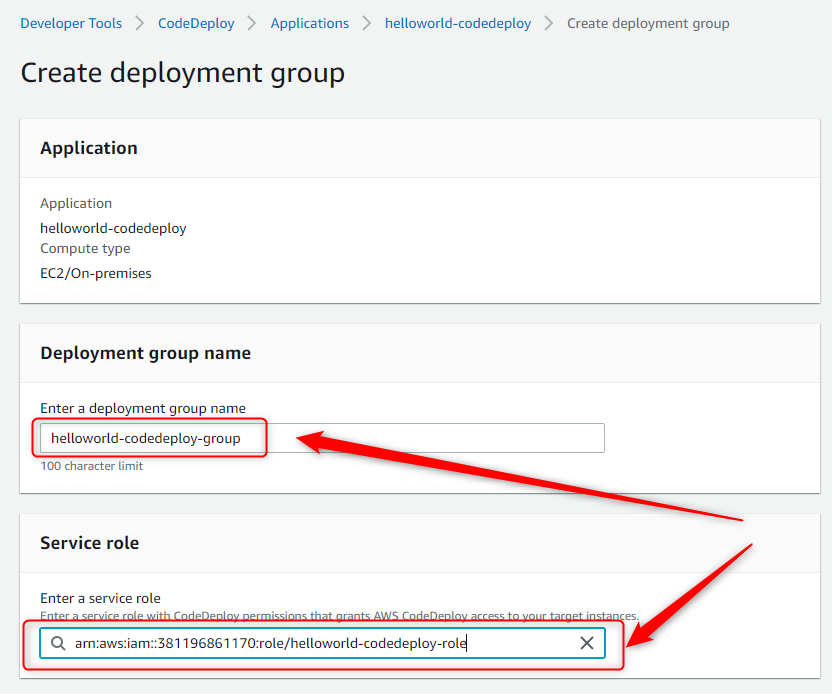 Developer Tools > CodeDeploy > Applications > helloworld-codedeploy > Create deployment group
Create deployment group
Application
Application
helloworld-codedeploy
Compute type
EC2/On-premises
Deployment group name
Enter a deployment group name
helloworld-codedeploy-group
100 character limit
Service role
Enter a service role
Enter a service role with CodeDeploy permissions that grants AWS CodeDeploy access to your target instances.
arn:aws:iam::381196861170:role/helloworld-codedeploy-role